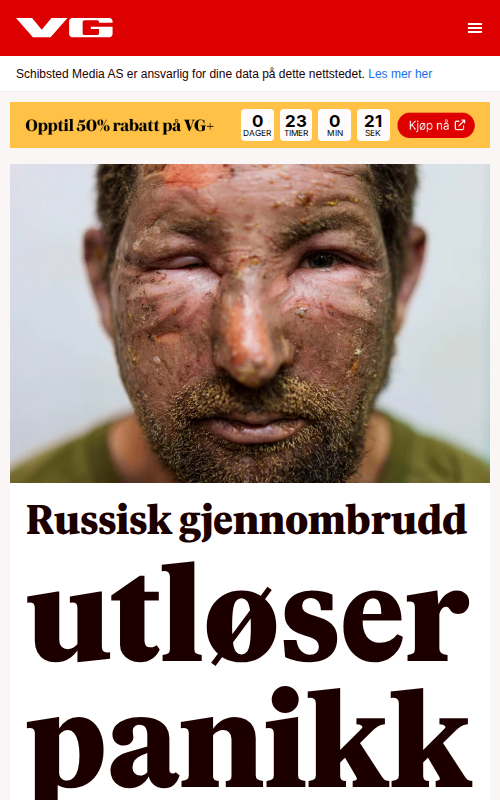 VG
Schibsted Media AS er ansvarlig for dine data på dette nettstedet. Les mer her
Opptil 50% rabatt på VG+
0 23 0 21
DAGER TIMER MIN SEK
Kjøp nå
Russisk gjennombrudd
utløser
panikk